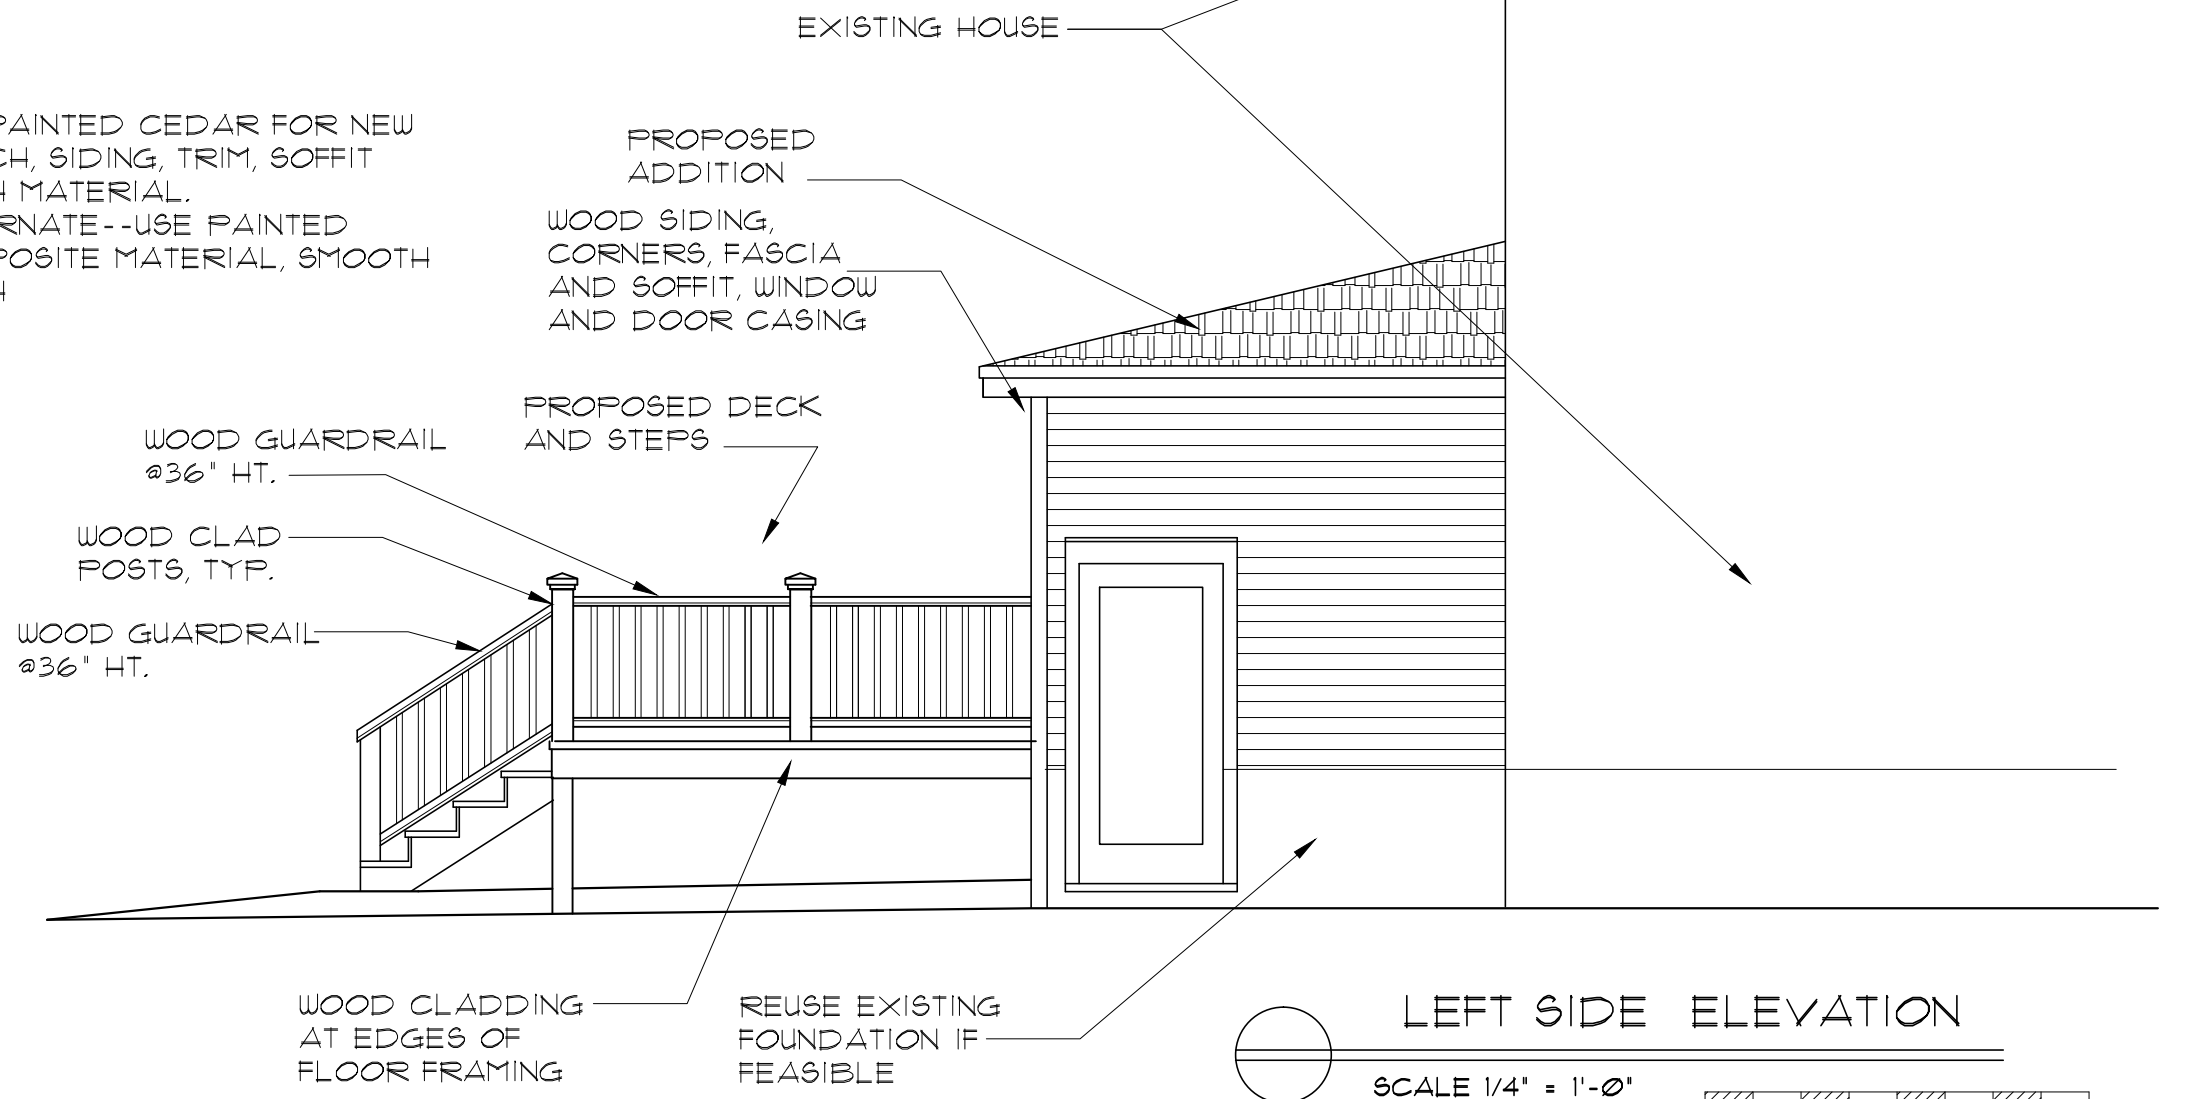 EXISTING HOUSE
PAINTED CEDAR FOR NEW
CH, SIDING, TRIM, SOFFIT
H MATERIAL.
RNATE--USE PAINTED
POSITE MATERIAL, SMOOTH
H
PROPOSED
ADDITION
WOOD SIDING,
CORNERS, FASCIA
AND SOFFIT, WINDOW
AND DOOR CASING
PROPOSED DECK
AND STEPS
WOOD GUARDRAIL
@36" HT.
WOOD CLAD
POSTS, TYP.
WOOD GUARDRAIL
@36" HT.
WOOD CLADDING
AT EDGES OF
FLOOR FRAMING
REUSE EXISTING
FOUNDATION IF
FEASIBLE
LEFT SIDE ELEVATION
SCALE 1/4" = 1'-0"